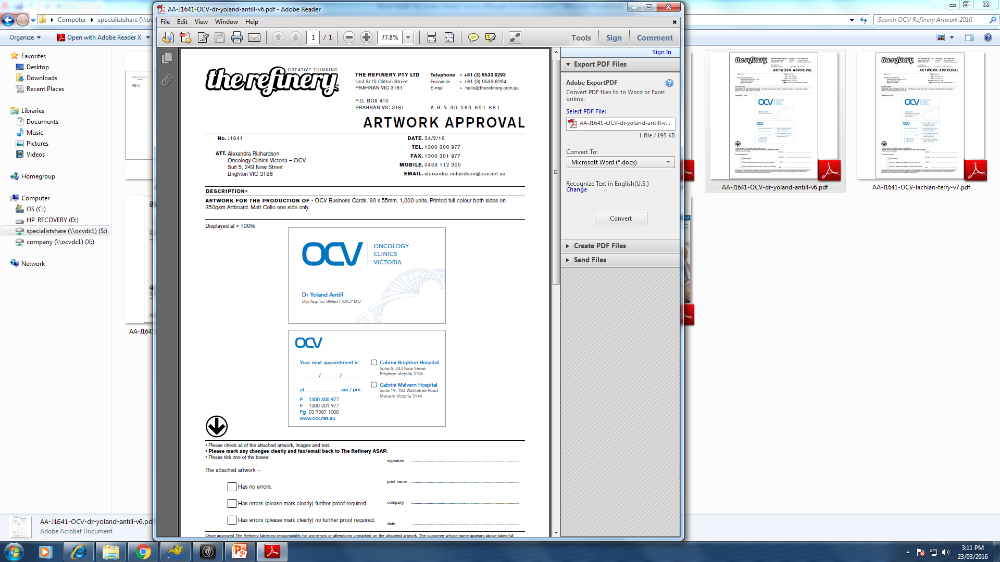 AA-J1641-OCV-dr-yoland-antill-v6.pdf - Adobe Reader
File Edit View Window Help
Computer specialistshare (\\oc
Search OCV Refinery Artwork 2016
Organize
Open with Adobe Reader X
1 / 1
77.8%
Tools
Sign
Comment
Favorites
Desktop
Downloads
Recent Places
Libraries
Documents
Music
Pictures
Videos
Homegroup
Computer
OS (C:)
HP_RECOVERY (D:)
specialistshare (\\ocvdc1) (S:)
company (\\ocvdc1) (X:)
Network
the refinery
CREATIVE THINKING
THE REFINERY PTY LTD
Unit 3/10 Clifton Street
PRAHRAN VIC 3181
P.O. BOX 410
PRAHRAN VIC 3181
Telephone » +61 (3) 9533 6293
Facsimile » +61 (3) 9533 6294
E-mail » hello@therefinery.com.au
A.B.N 30 089 691 681
ARTWORK APPROVAL
No. J1641
ATT. Alexandra Richardson
Oncology Clinics Victoria – OCV
Suit 5, 243 New Street
Brighton VIC 3186
DATE. 24/2/16
TEL. 1300 300 977
FAX. 1300 301 977
MOBILE. 0439 112 300
EMAIL. alexandra.richardson@ocv.net.au
DESCRIPTION»
ARTWORK FOR THE PRODUCTION OF - OCV Business Cards. 90 x 55mm. 1,000 units. Printed full colour both sides on
350gsm Artboard. Matt Cello one side only.
Displayed at » 100%
OCV
ONCOLOGY
CLINICS
VICTORIA
Dr Yoland Antill
Dip App Sci BMed FRACP MD
OCV
Your next appointment is:
............ /............ /............
at: ...................... am / pm
P 1300 300 977
F 1300 301 977
Pg 03 9387 1000
www.ocv.net.au
Cabrini Brighton Hospital
Suite 5, 243 New Street
Brighton Victoria 3186
Cabrini Malvern Hospital
Suite 19, 183 Wattletree Road
Malvern Victoria 3144
• Please check all of the attached artwork, images and text.
• Please mark any changes clearly and fax/email back to The Refinery ASAP.
• Please tick one of the boxes:
The attached artwork –
Has no errors.
Has errors (please mark clearly) further proof required.
Has errors (please mark clearly) no further proof required.
signature
print name
company
date
Once approved The Refinery takes no responsibility for any errors or alterations unmarked on the attached artwork. The customer whose name appears above takes full
Sign In
Export PDF Files
Adobe ExportPDF
Convert PDF files to to Word or Excel
online.
Select PDF File:
AA-J1641-OCV-dr-yoland-antill-v...
1 file / 195 KB
Convert To:
Microsoft Word (*.docx)
Recognize Text in English(U.S.)
Change
Convert
Create PDF Files
Send Files
AA-J1641-OCV-dr-yoland-antill-v6.pdf
AA-J1641-OCV-lachlan-terry-v7.pdf
AA-J1641
AA-J1641-OCV-dr-yoland-antill-v6.pd
Adobe Acrobat Document
3:11 PM
23/03/2016